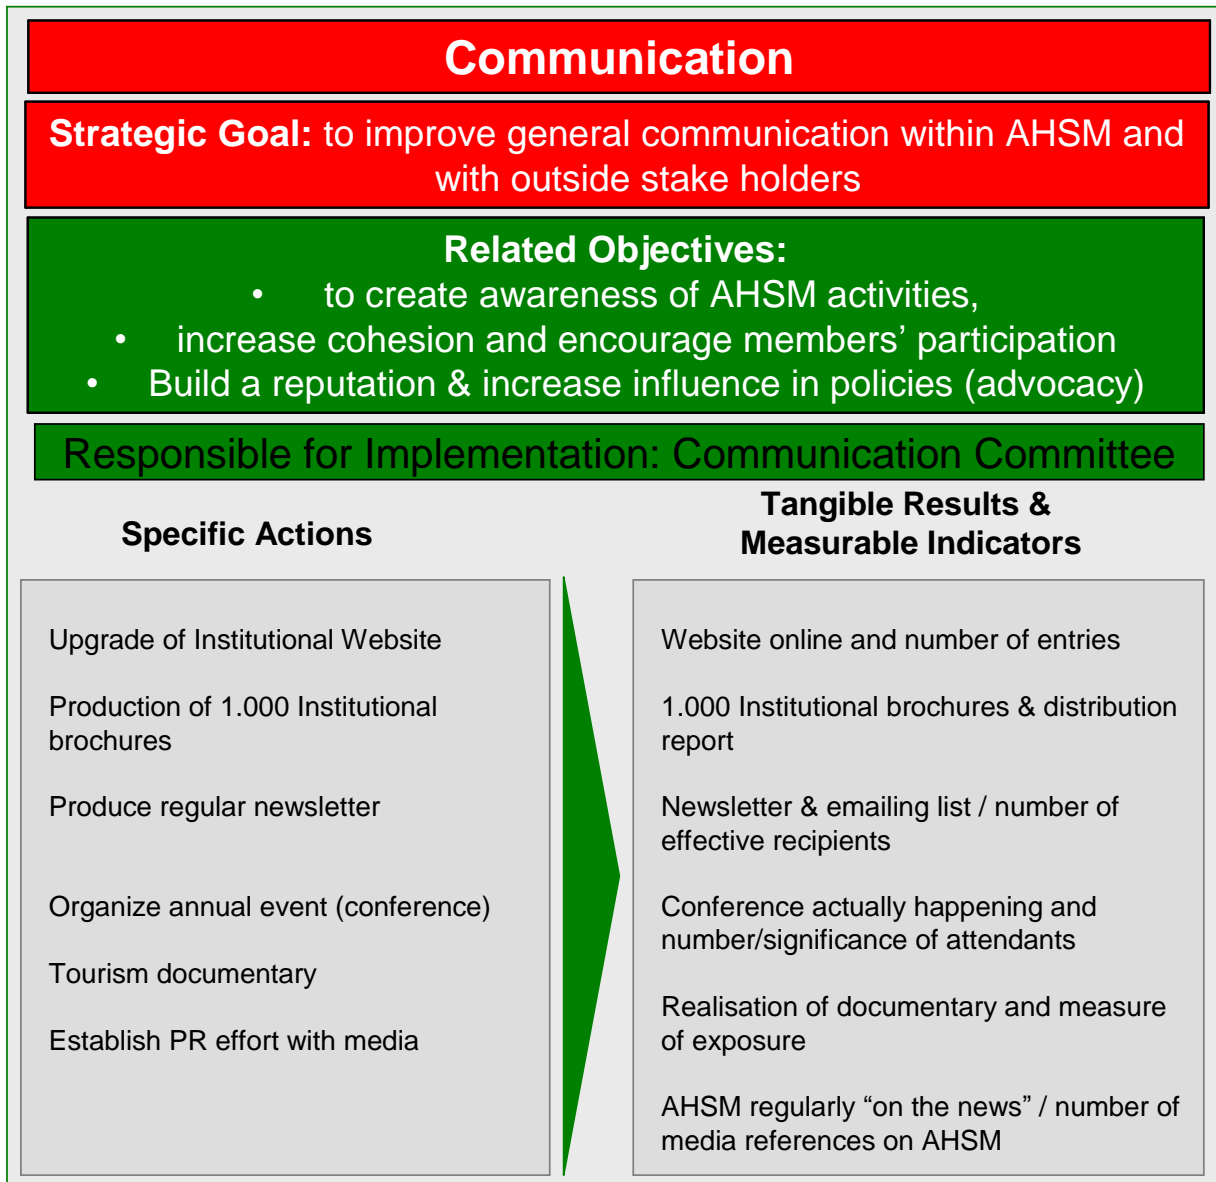 Communication
Strategic Goal: to improve general communication within AHSM and
with outside stake holders
Related Objectives:
• to create awareness of AHSM activities,
• increase cohesion and encourage members’ participation
• Build a reputation & increase influence in policies (advocacy)
Responsible for Implementation: Communication Committee
Specific Actions
Upgrade of Institutional Website
Production of 1.000 Institutional
brochures
Produce regular newsletter
Organize annual event (conference)
Tourism documentary
Establish PR effort with media
Tangible Results &
Measurable Indicators
Website online and number of entries
1.000 Institutional brochures & distribution
report
Newsletter & emailing list / number of
effective recipients
Conference actually happening and
number/significance of attendants
Realisation of documentary and measure
of exposure
AHSM regularly “on the news” / number of
media references on AHSM